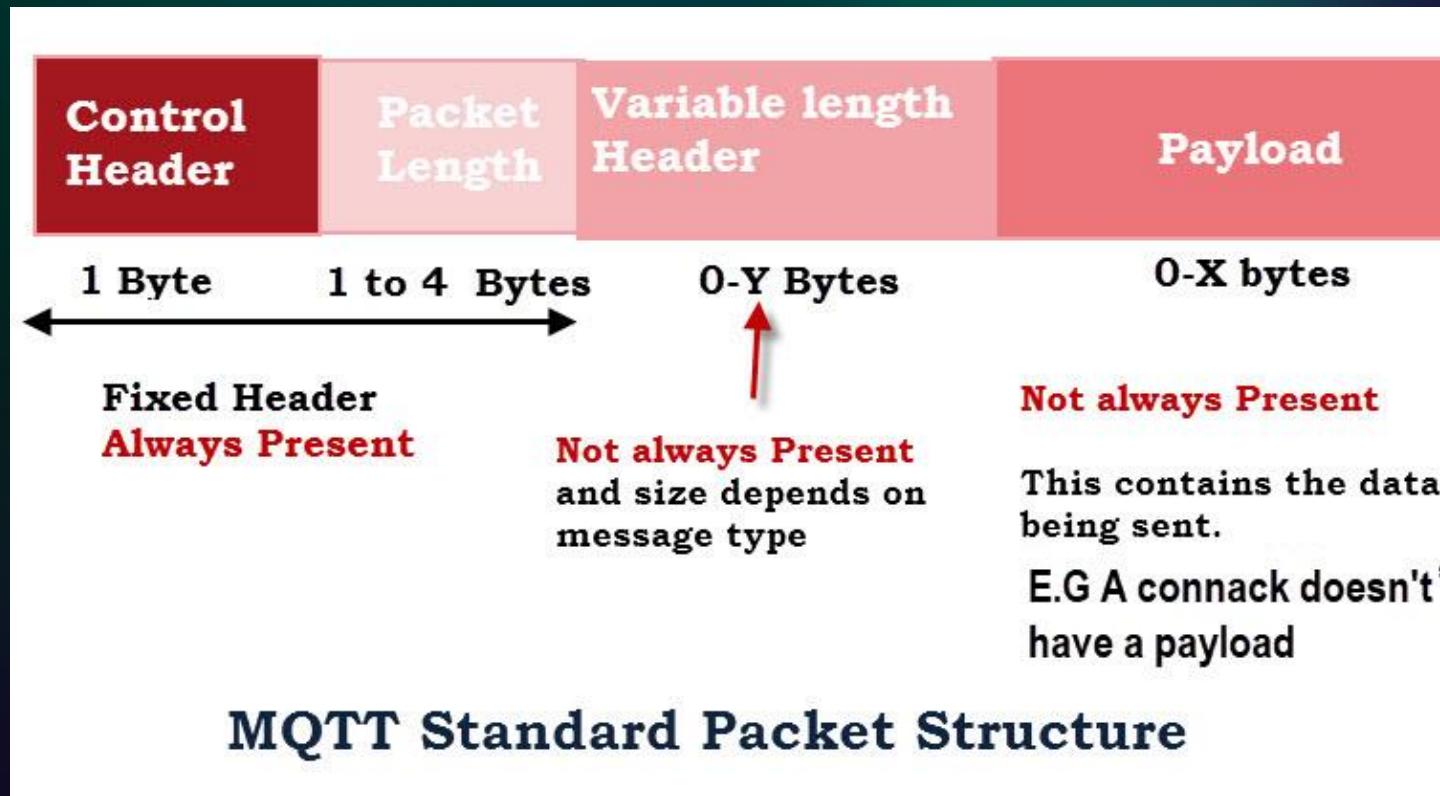 Control
Header
Packet
Length
Variable length
Header
Payload
1 Byte
1 to 4 Bytes
0-Y Bytes
0-X bytes
Fixed Header
Always Present
Not always Present
and size depends on
message type
Not always Present
This contains the data
being sent.
E.G A connack doesn't
have a payload
MQTT Standard Packet Structure